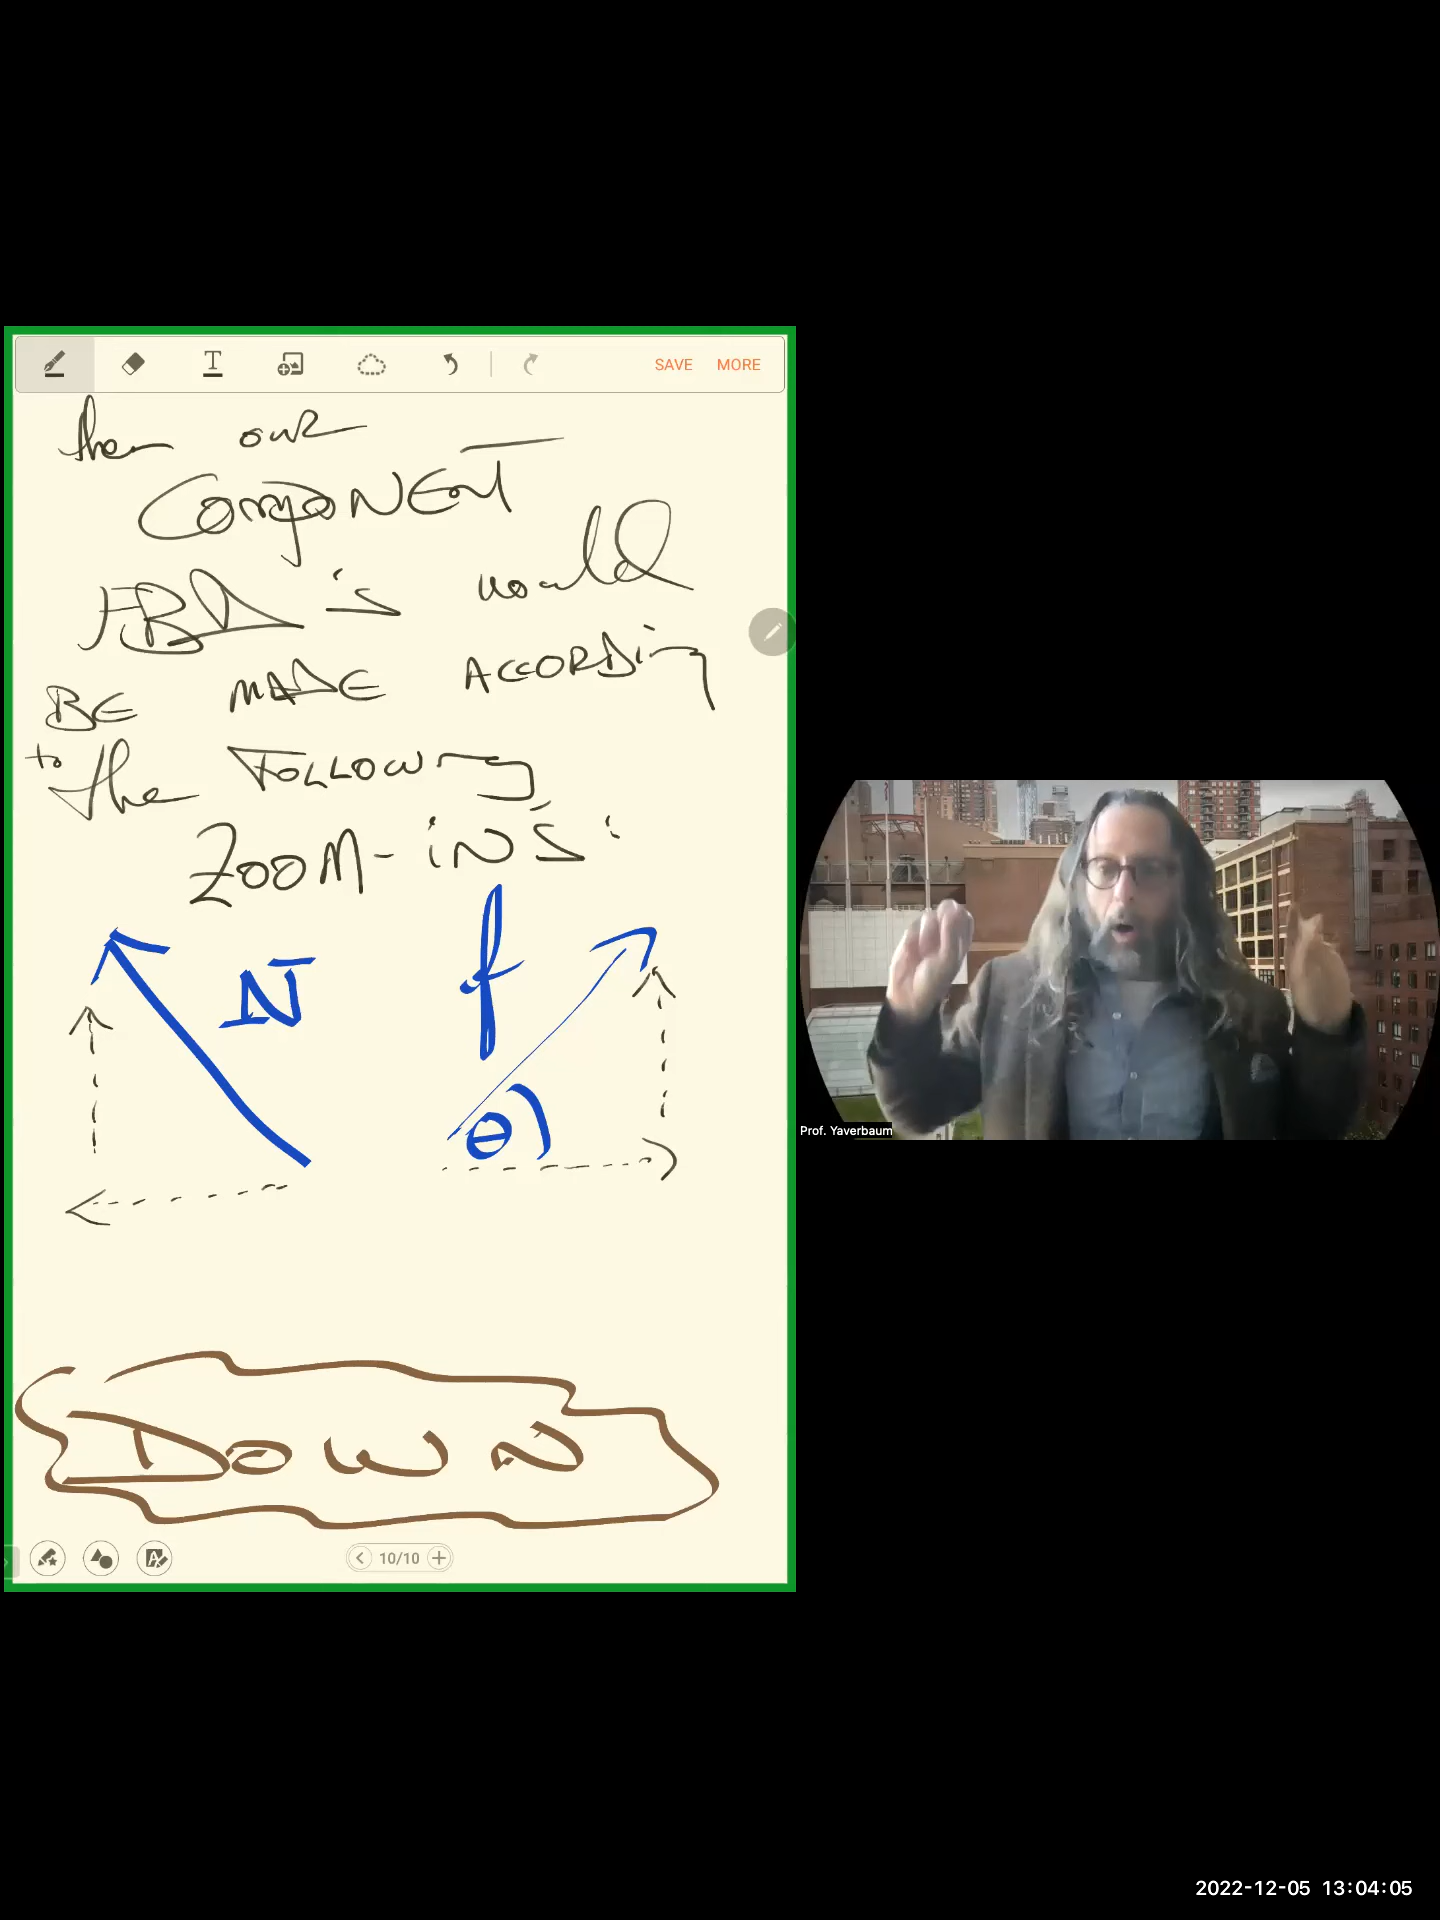 T
SAVE MORE
then our
COMPONENT
FBD's would
BE MADE ACCORDing
to the FOLLOWing
ZOOM-iNS:
N f
θ
DOWN
A
10/10
Prof. Yaverbaum
2022-12-05 13:04:05